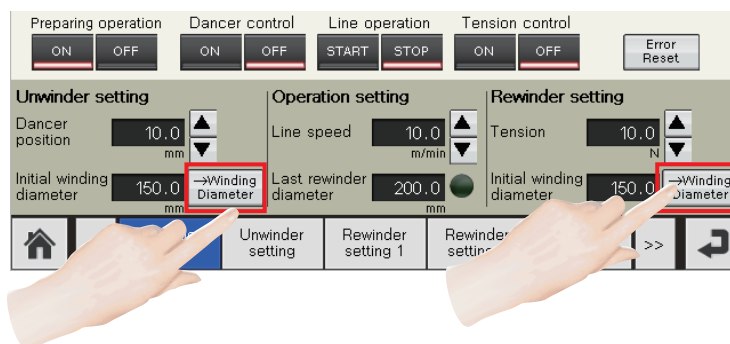 Preparing operation Dancer control Line operation Tension control
ON OFF ON OFF START STOP ON OFF Error
Reset
Unwinder setting Operation setting Rewinder setting
Dancer
position 10.0 mm
Line speed 10.0 m/min
Tension 10.0 N
Initial winding
diameter 150.0 mm
→Winding
Diameter
Last rewinder
diameter 200.0 mm
Initial winding
diameter 150.0
→Winding
Diameter
Unwinder
setting
Rewinder
setting 1
>>